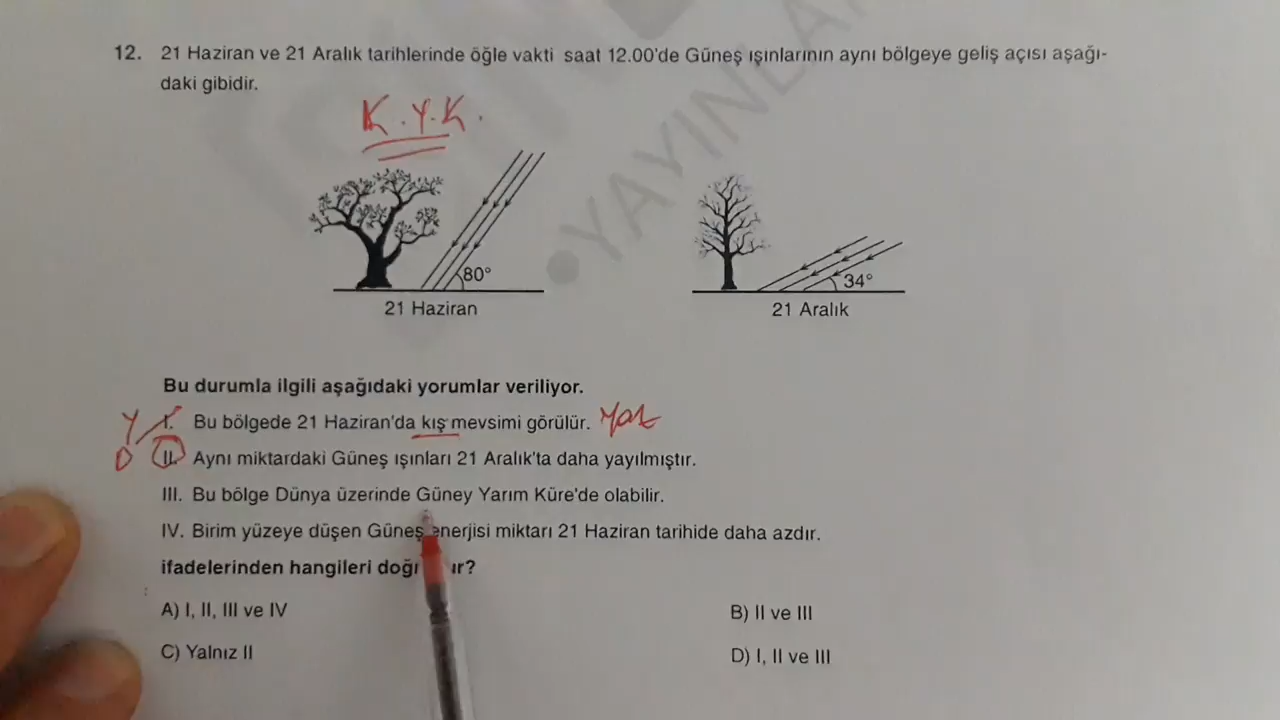 12. 21 Haziran ve 21 Aralık tarihlerinde öğle vakti saat 12.00'de Güneş ışınlarının aynı bölgeye geliş açısı aşağı-
daki gibidir.
K.Y.K.
80°
34°
21 Haziran
21 Aralık
Bu durumla ilgili aşağıdaki yorumlar veriliyor.
Y I. Bu bölgede 21 Haziran'da kış mevsimi görülür. Yaz
D II. Aynı miktardaki Güneş ışınları 21 Aralık'ta daha yayılmıştır.
III. Bu bölge Dünya üzerinde Güney Yarım Küre'de olabilir.
IV. Birim yüzeye düşen Güneş enerjisi miktarı 21 Haziran tarihide daha azdır.
ifadelerinden hangileri
A) I, II, III ve IV
B) II ve III
C) Yalnız II
D) I, II ve III
YAYINLA